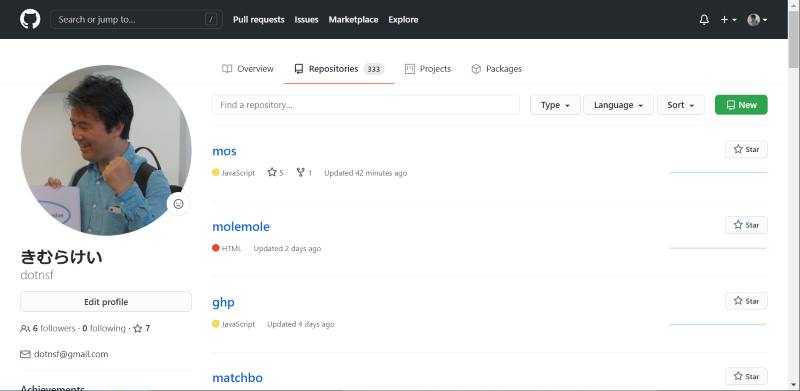 Search or jump to...
/
Pull requests
Issues
Marketplace
Explore
Overview
Repositories 333
Projects
Packages
Find a repository...
Type
Language
Sort
New
きむらけい
dotnsf
Edit profile
6 followers · 0 following · 7
dotnsf@gmail.com
Achievements
mos
Star
JavaScript 5 1 Updated 42 minutes ago
molemole
Star
HTML Updated 2 days ago
ghp
Star
JavaScript Updated 4 days ago
matchbo
Star